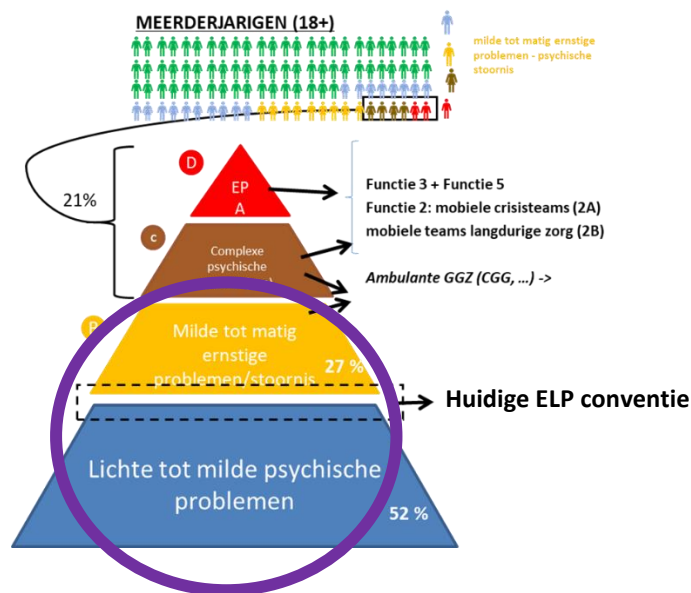 MEERDERJARIGEN (18+)
milde tot matig ernstige
problemen - psychische
stoornis
D
21%
EP
A
Functie 3 + Functie 5
Functie 2: mobiele crisisteams (2A)
mobiele teams langdurige zorg (2B)
c
Complexe
psychische
Ambulante GGZ (CGG, ...) ->
Milde tot matig
ernstige
problemen/stoornis
27 %
Huidige ELP conventie
Lichte tot milde psychische
problemen
52 %